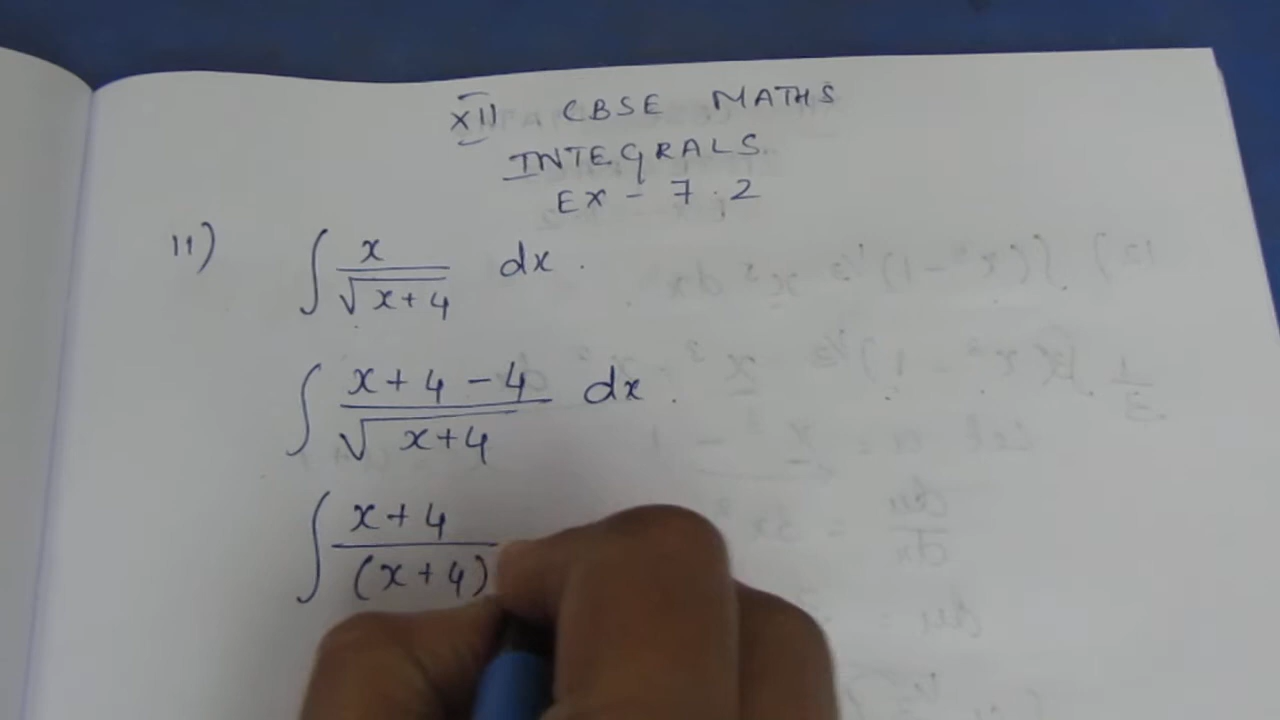 XII CBSE MATHS
INTEGRALS
Ex - 7.2
11) ∫ x / √(x+4) dx.
∫ (x+4-4) / √(x+4) dx.
∫ (x+4) / (x+4)